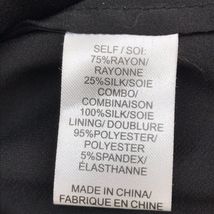 SELF / SOI:
75%RAYON/
RAYONNE
25%SILK/SOIE
COMBO/
COMBINAISON
100%SILK/SOIE
LINING/ DOUBLURE
95%POLYESTER/
POLYESTER
5%SPANDEX/
ÉLASTHANNE
MADE IN CHINA/
FABRIQUE EN CHINE